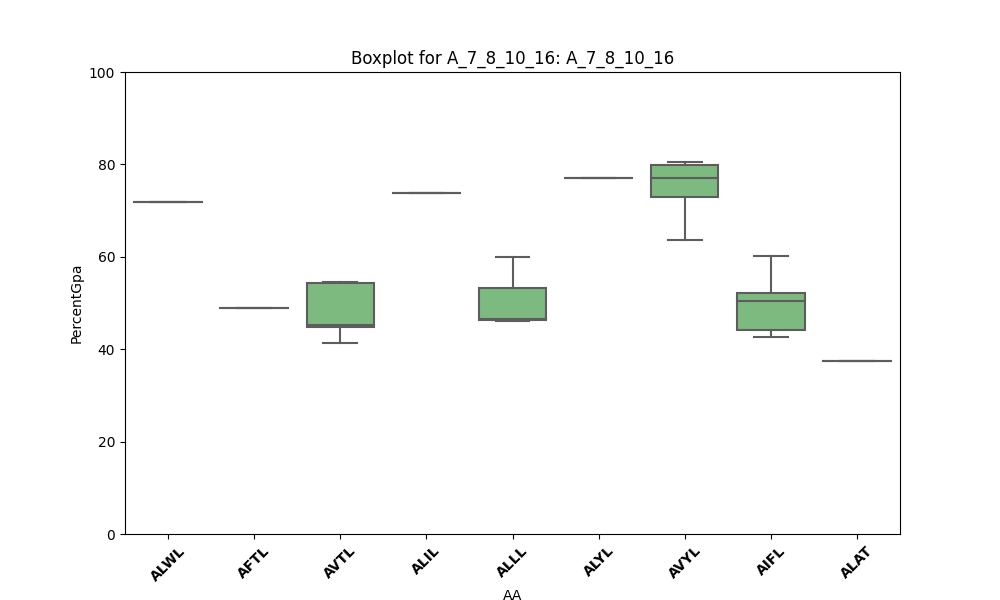 Boxplot for A_7_8_10_16: A_7_8_10_16
100
80
60
40
20
0
PercentGpa
ALWL
AFTL
AVTL
ALIL
ALLL
ALYL
AVYL
AIFL
ALAT
AA